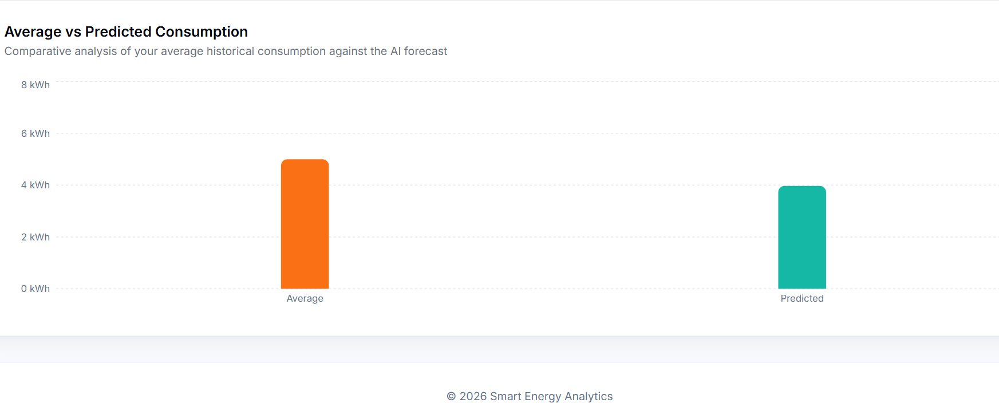 Average vs Predicted Consumption
Comparative analysis of your average historical consumption against the AI forecast
8 kWh
6 kWh
4 kWh
2 kWh
0 kWh
Average
Predicted
© 2026 Smart Energy Analytics